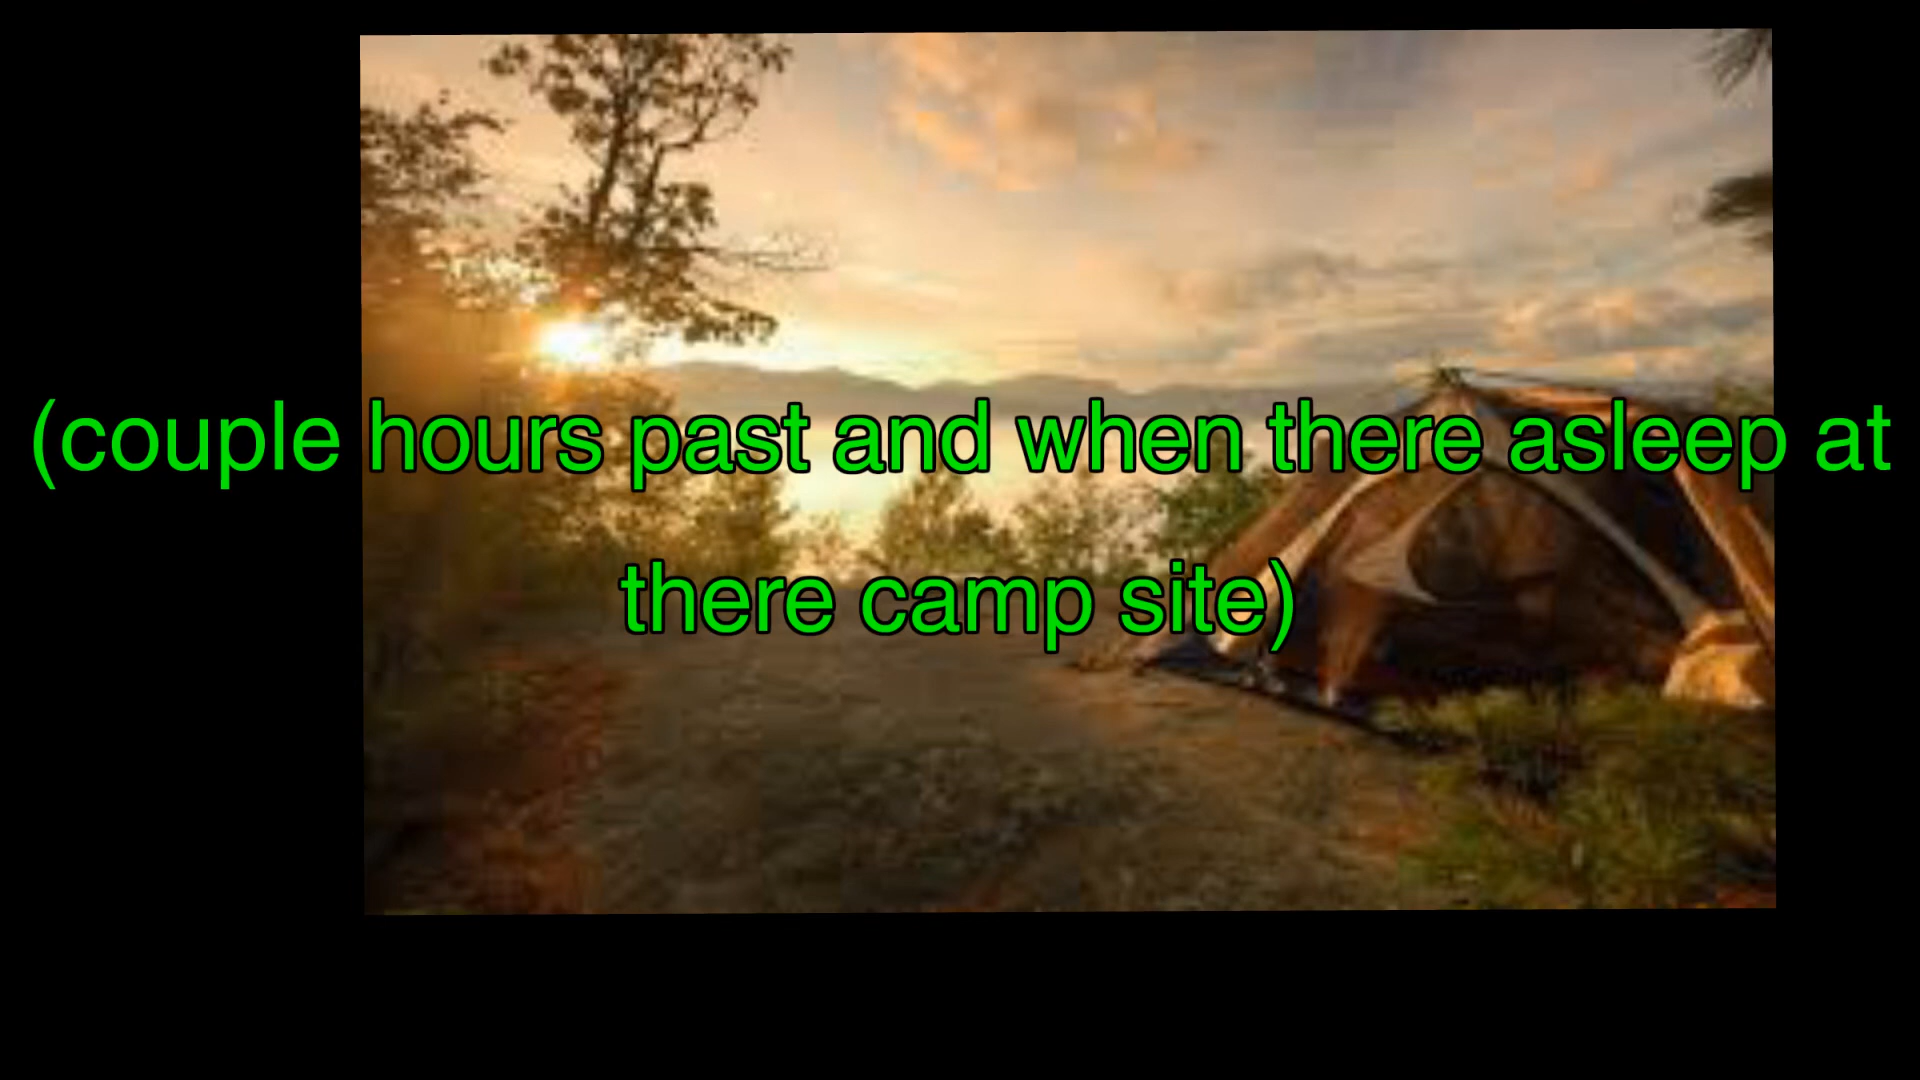 (couple hours past and when there asleep at
there camp site)